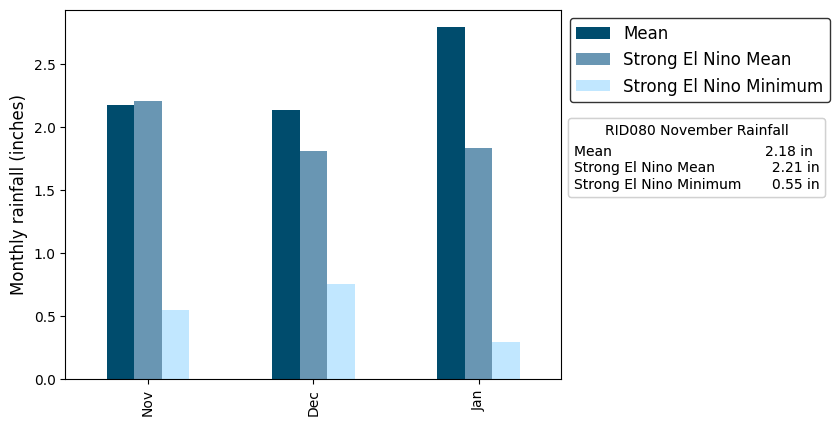 Mean
Strong El Nino Mean
Strong El Nino Minimum
RID080 November Rainfall
Mean 2.18 in
Strong El Nino Mean 2.21 in
Strong El Nino Minimum 0.55 in
Monthly rainfall (inches)
2.5
2.0
1.5
1.0
0.5
0.0
Nov
Dec
Jan